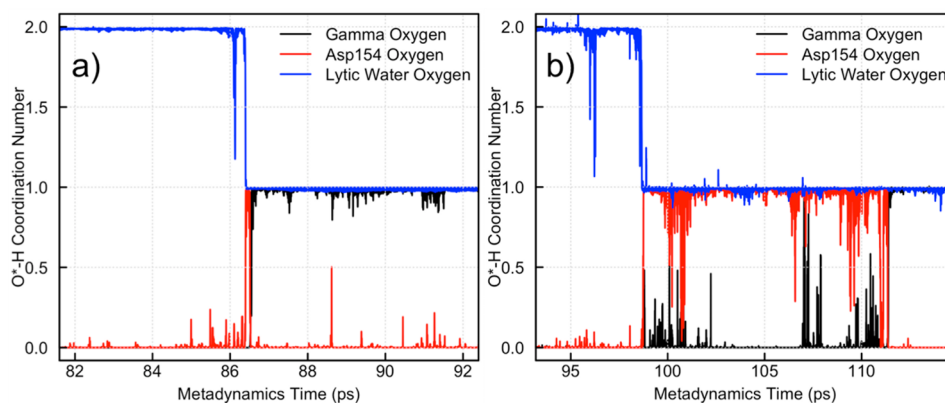 a)
Gamma Oxygen
Asp154 Oxygen
Lytic Water Oxygen
O*-H Coordination Number
2.0
1.5
1.0
0.5
0.0
82 84 86 88 90 92
Metadynamics Time (ps)
b)
Gamma Oxygen
Asp154 Oxygen
Lytic Water Oxygen
O*-H Coordination Number
2.0
1.5
1.0
0.5
0.0
95 100 105 110
Metadynamics Time (ps)